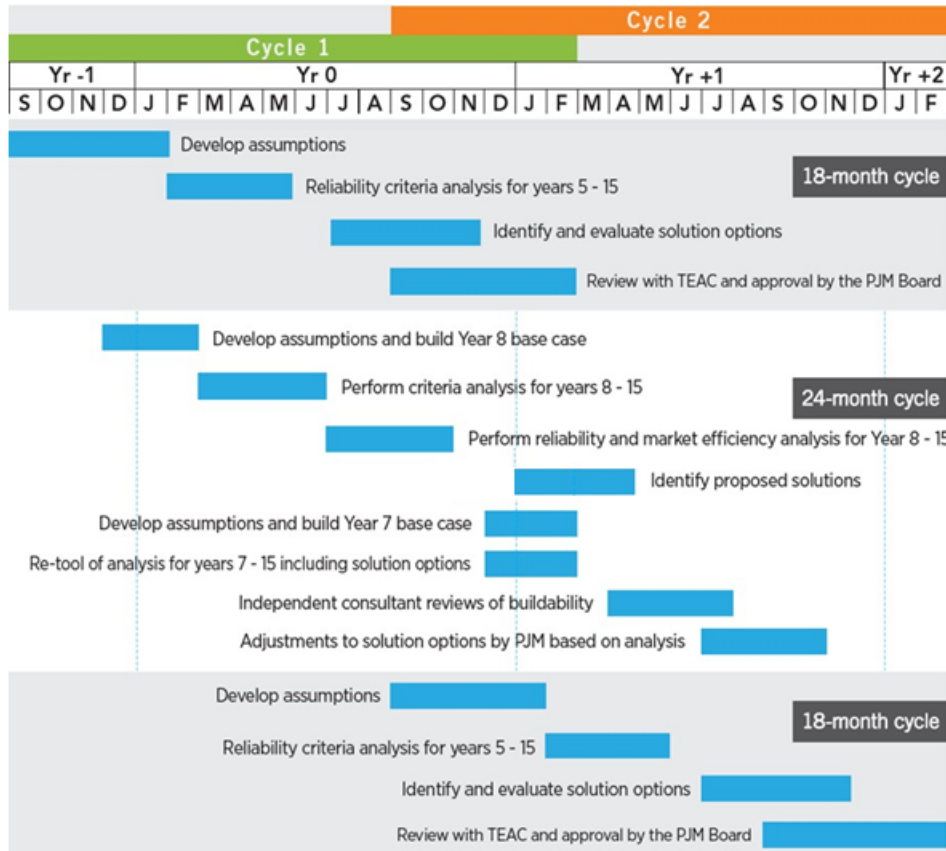 Cycle 2
Cycle 1
Yr -1 Yr 0 Yr +1 Yr +2
S O N D J F M A M J J A S O N D J F M A M J J A S O N D J F
Develop assumptions
18-month cycle
Reliability criteria analysis for years 5 - 15
Identify and evaluate solution options
Review with TEAC and approval by the PJM Board
Develop assumptions and build Year 8 base case
Perform criteria analysis for years 8 - 15
24-month cycle
Perform reliability and market efficiency analysis for Year 8 - 15
Identify proposed solutions
Develop assumptions and build Year 7 base case
Re-tool of analysis for years 7 - 15 including solution options
Independent consultant reviews of buildability
Adjustments to solution options by PJM based on analysis
Develop assumptions
18-month cycle
Reliability criteria analysis for years 5 - 15
Identify and evaluate solution options
Review with TEAC and approval by the PJM Board